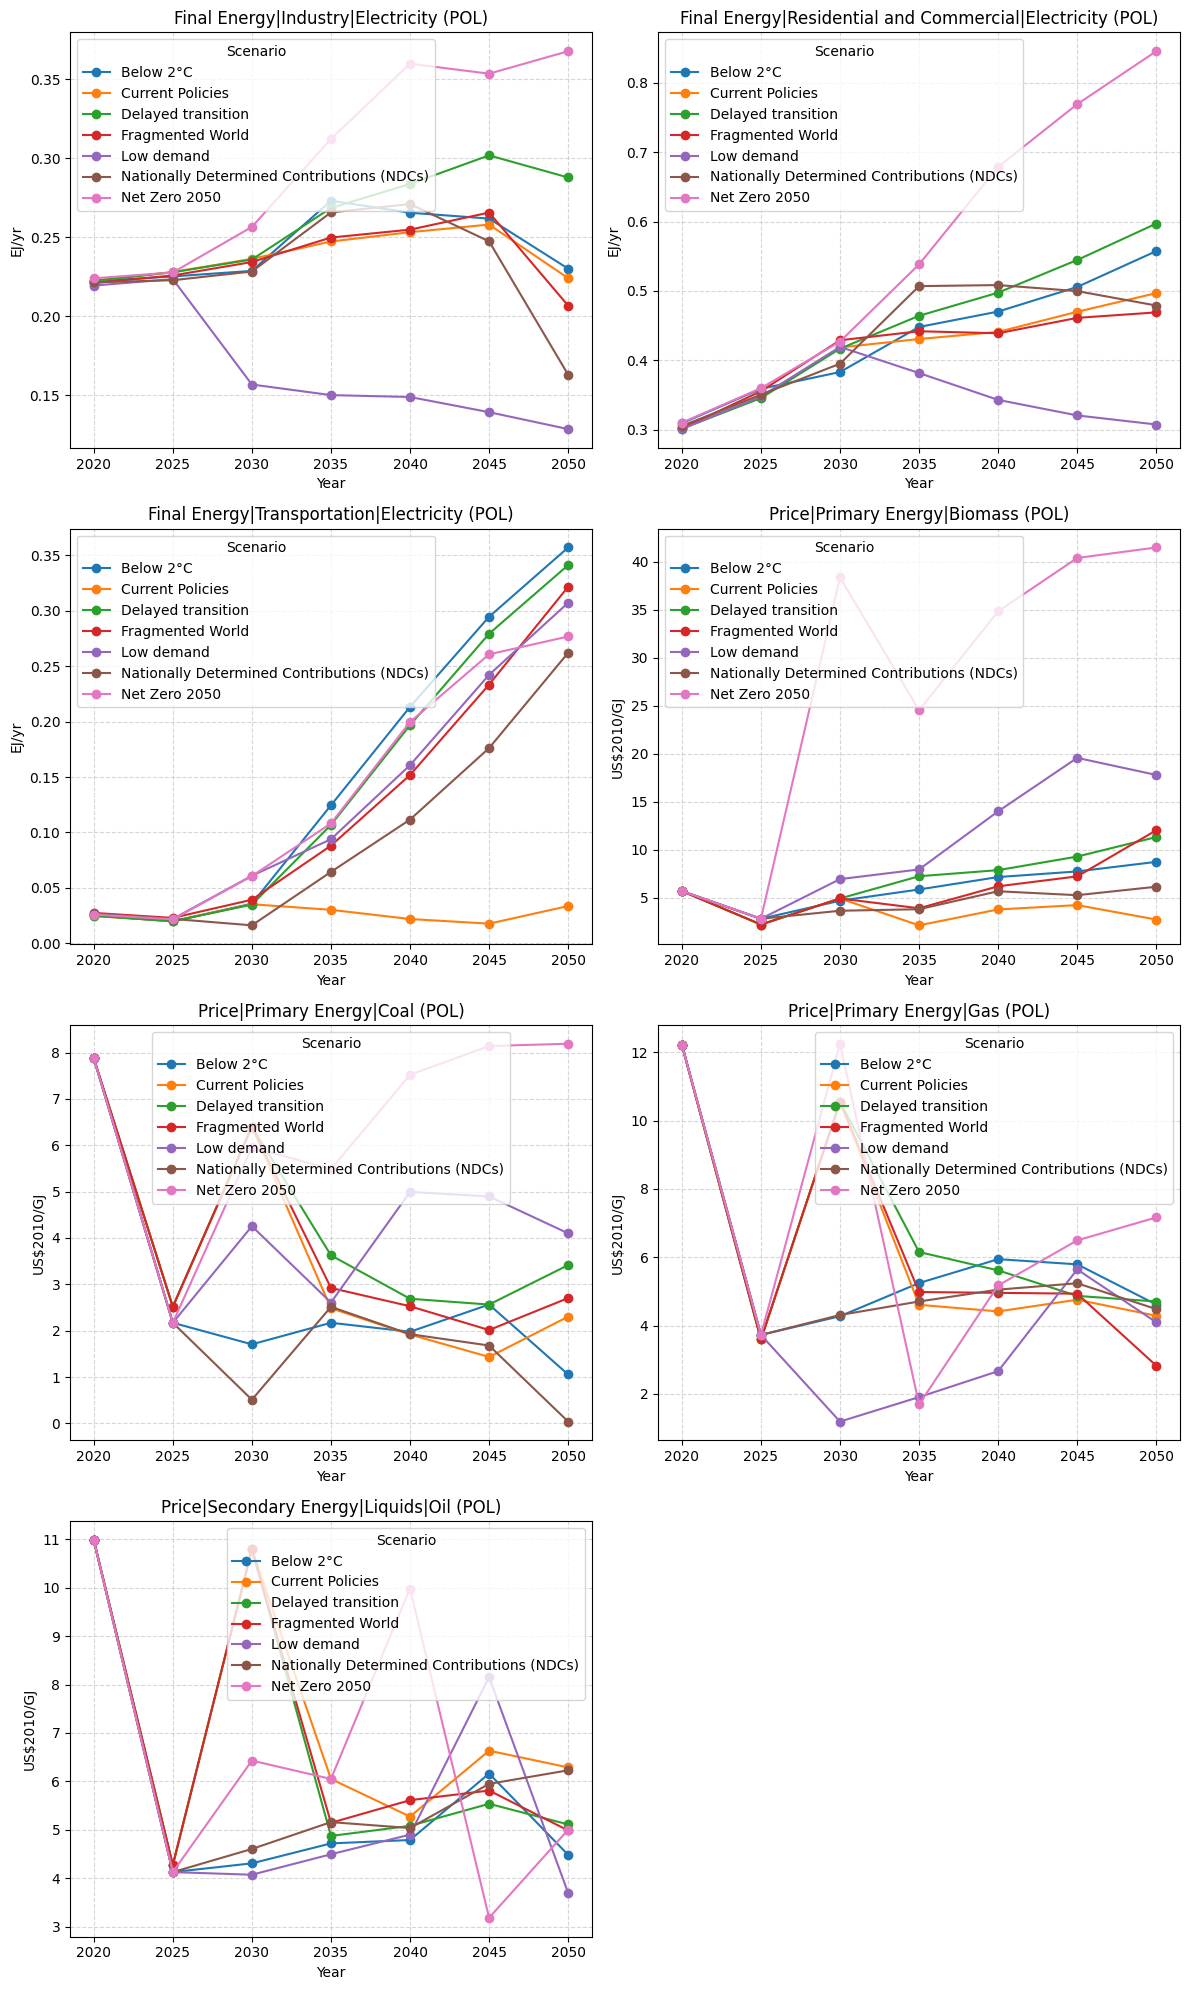 Final Energy|Industry|Electricity (POL)
EJ/yr
0.35
0.30
0.25
0.20
0.15
Scenario
Below 2°C
Current Policies
Delayed transition
Fragmented World
Low demand
Nationally Determined Contributions (NDCs)
Net Zero 2050
2020 2025 2030 2035 2040 2045 2050
Year
Final Energy|Residential and Commercial|Electricity (POL)
EJ/yr
0.8
0.7
0.6
0.5
0.4
0.3
Scenario
Below 2°C
Current Policies
Delayed transition
Fragmented World
Low demand
Nationally Determined Contributions (NDCs)
Net Zero 2050
2020 2025 2030 2035 2040 2045 2050
Year
Final Energy|Transportation|Electricity (POL)
EJ/yr
0.35
0.30
0.25
0.20
0.15
0.10
0.05
0.00
Scenario
Below 2°C
Current Policies
Delayed transition
Fragmented World
Low demand
Nationally Determined Contributions (NDCs)
Net Zero 2050
2020 2025 2030 2035 2040 2045 2050
Year
Price|Primary Energy|Biomass (POL)
US$2010/GJ
40
35
30
25
20
15
10
5
Scenario
Below 2°C
Current Policies
Delayed transition
Fragmented World
Low demand
Nationally Determined Contributions (NDCs)
Net Zero 2050
2020 2025 2030 2035 2040 2045 2050
Year
Price|Primary Energy|Coal (POL)
US$2010/GJ
8
7
6
5
4
3
2
1
0
Scenario
Below 2°C
Current Policies
Delayed transition
Fragmented World
Low demand
Nationally Determined Contributions (NDCs)
Net Zero 2050
2020 2025 2030 2035 2040 2045 2050
Year
Price|Primary Energy|Gas (POL)
US$2010/GJ
12
10
8
6
4
2
Scenario
Below 2°C
Current Policies
Delayed transition
Fragmented World
Low demand
Nationally Determined Contributions (NDCs)
Net Zero 2050
2020 2025 2030 2035 2040 2045 2050
Year
Price|Secondary Energy|Liquids|Oil (POL)
US$2010/GJ
11
10
9
8
7
6
5
4
3
Scenario
Below 2°C
Current Policies
Delayed transition
Fragmented World
Low demand
Nationally Determined Contributions (NDCs)
Net Zero 2050
2020 2025 2030 2035 2040 2045 2050
Year